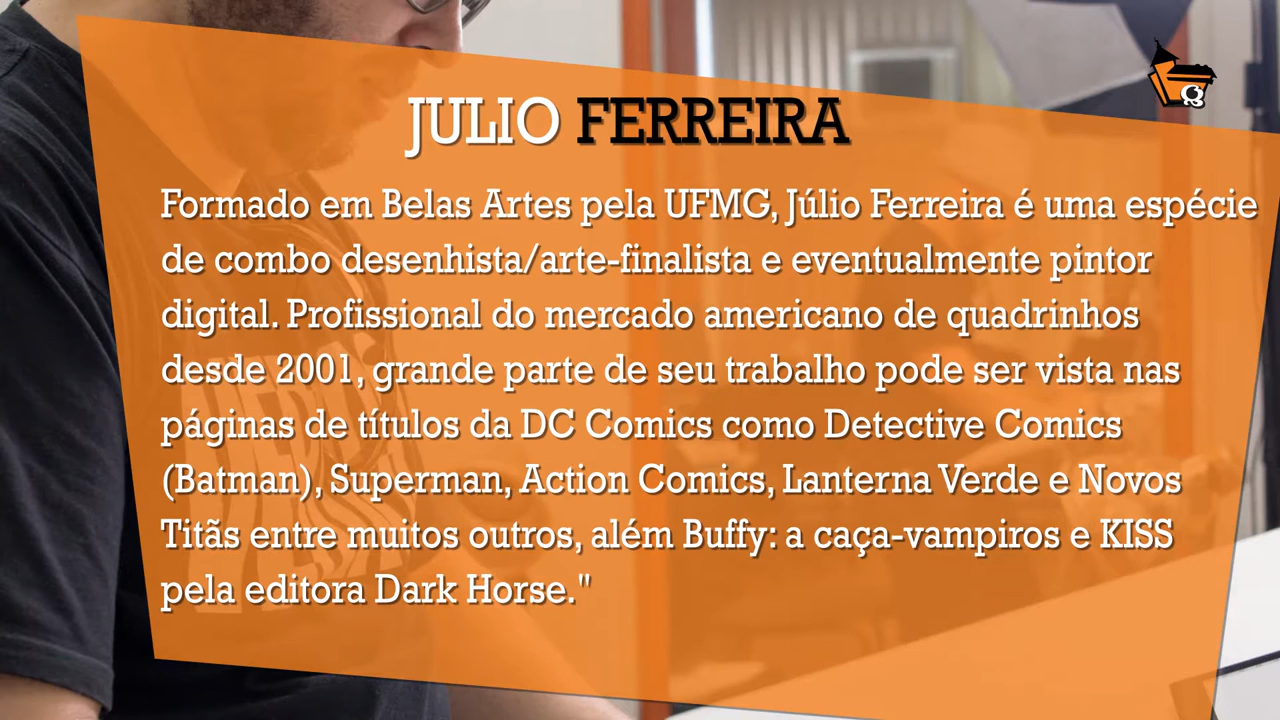 JULIO FERREIRA
Formado em Belas Artes pela UFMG, Júlio Ferreira é uma espécie
de combo desenhista/arte-finalista e eventualmente pintor
digital. Profissional do mercado americano de quadrinhos
desde 2001, grande parte de seu trabalho pode ser vista nas
páginas de títulos da DC Comics como Detective Comics
(Batman), Superman, Action Comics, Lanterna Verde e Novos
Titãs entre muitos outros, além Buffy: a caça-vampiros e KISS
pela editora Dark Horse."